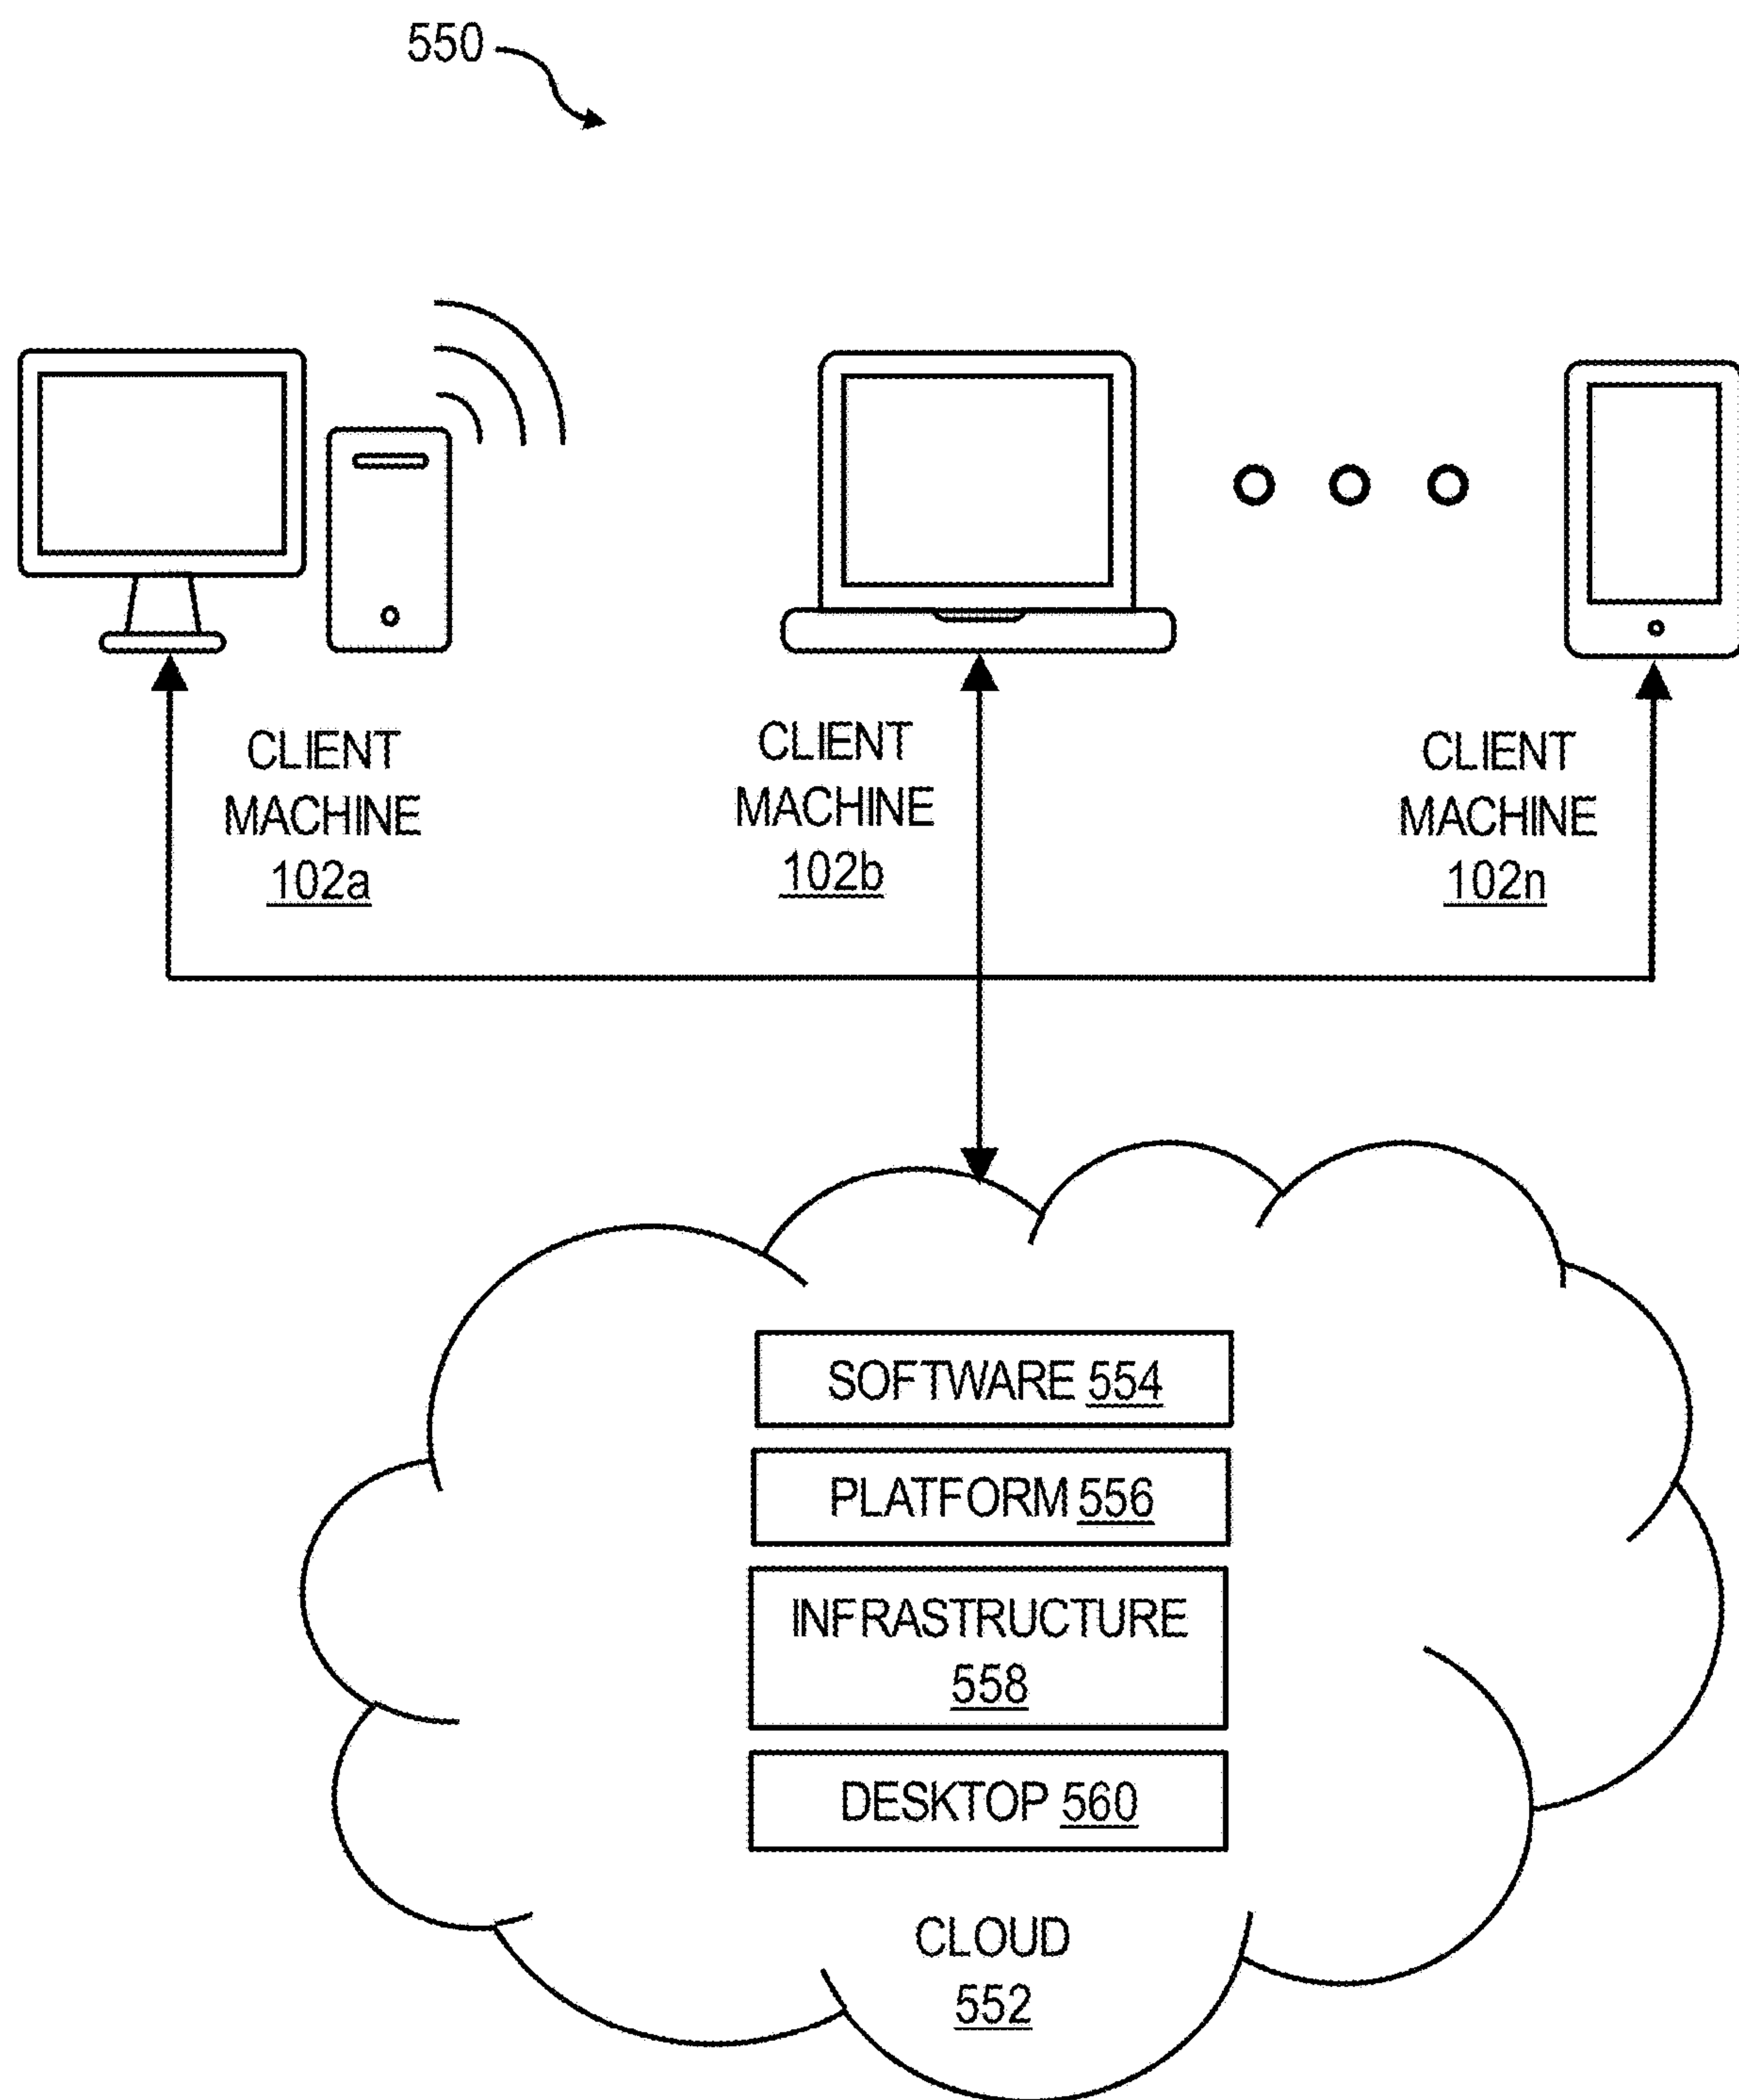 550
CLIENT
MACHINE
102a
CLIENT
MACHINE
102b
CLIENT
MACHINE
102n
SOFTWARE 554
PLATFORM 556
INFRASTRUCTURE
558
DESKTOP 560
CLOUD
552